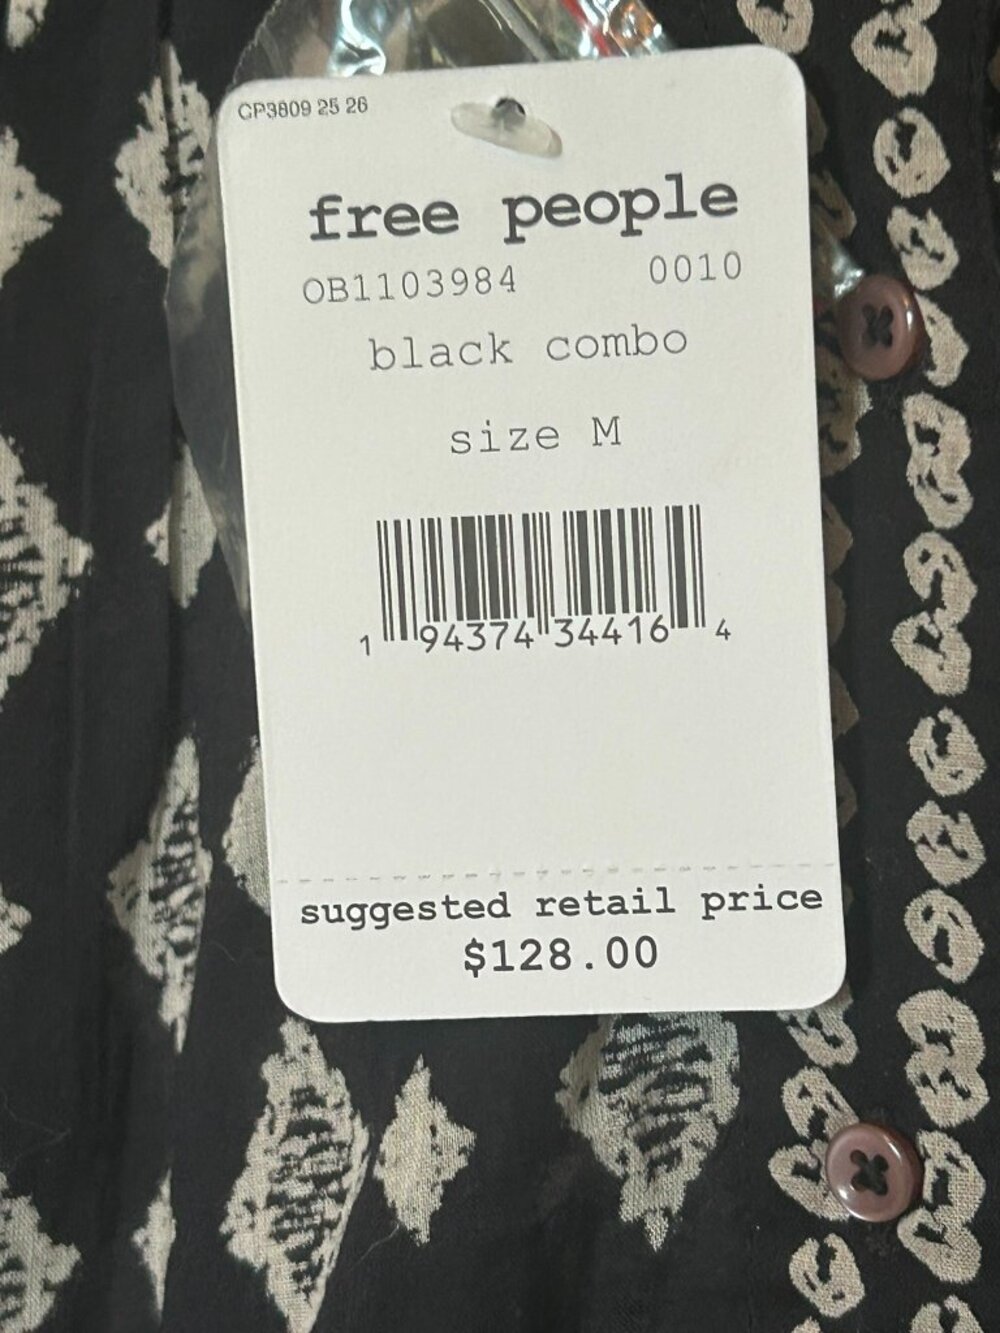 CP3809 25 26
free people
OB1103984 0010
black combo
size M
1 94374 34416 4
suggested retail price
$128.00